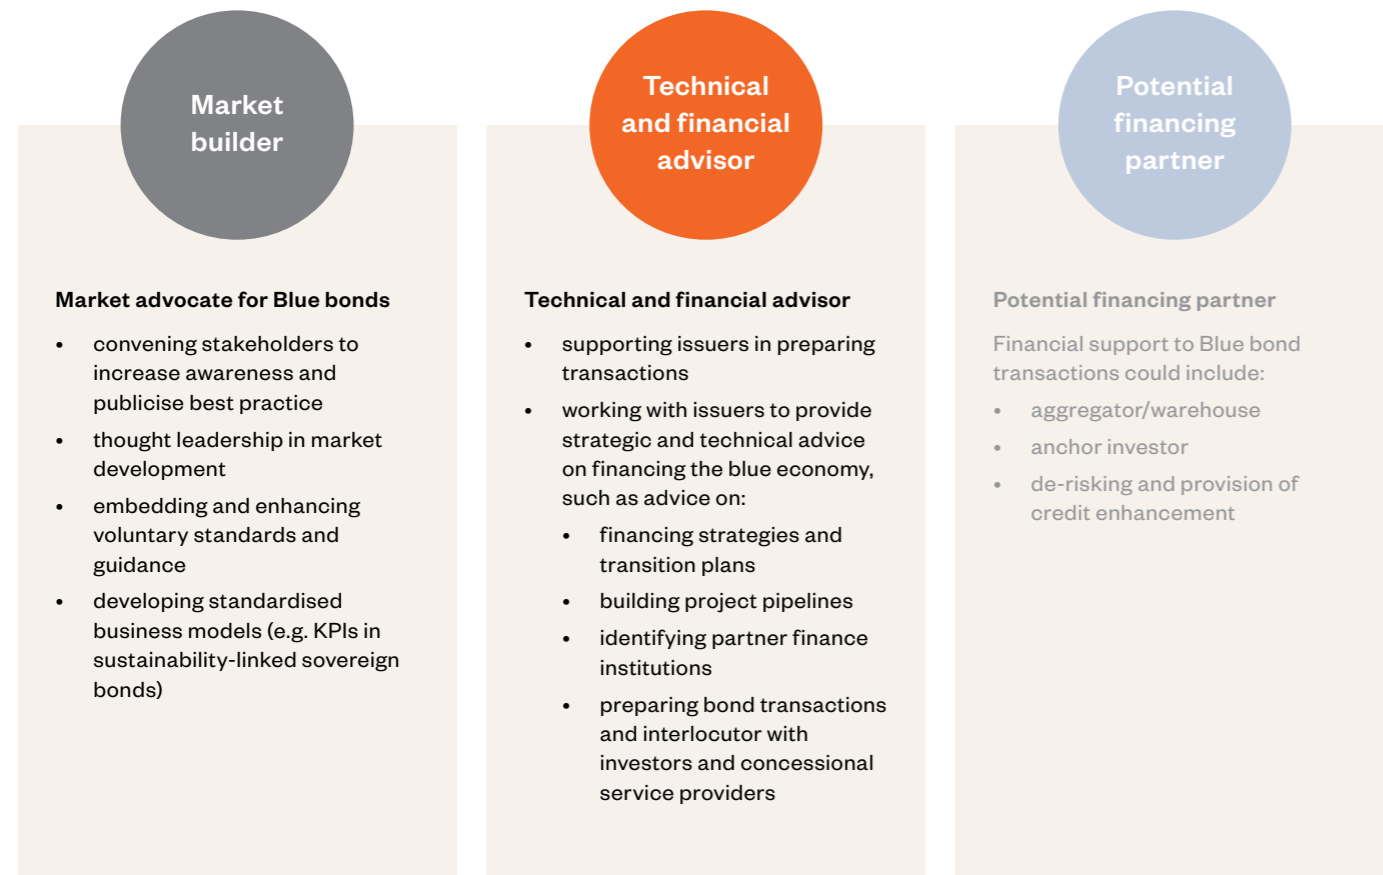 Market
builder
Market advocate for Blue bonds
• convening stakeholders to
increase awareness and
publicise best practice
• thought leadership in market
development
• embedding and enhancing
voluntary standards and
guidance
• developing standardised
business models (e.g. KPIs in
sustainability-linked sovereign
bonds)
Technical
and financial
advisor
Technical and financial advisor
• supporting issuers in preparing
transactions
• working with issuers to provide
strategic and technical advice
on financing the blue economy,
such as advice on:
• financing strategies and
transition plans
• building project pipelines
• identifying partner finance
institutions
• preparing bond transactions
and interlocutor with
investors and concessional
service providers
Potential
financing
partner
Potential financing partner
Financial support to Blue bond
transactions could include:
• aggregator/warehouse
• anchor investor
• de-risking and provision of
credit enhancement